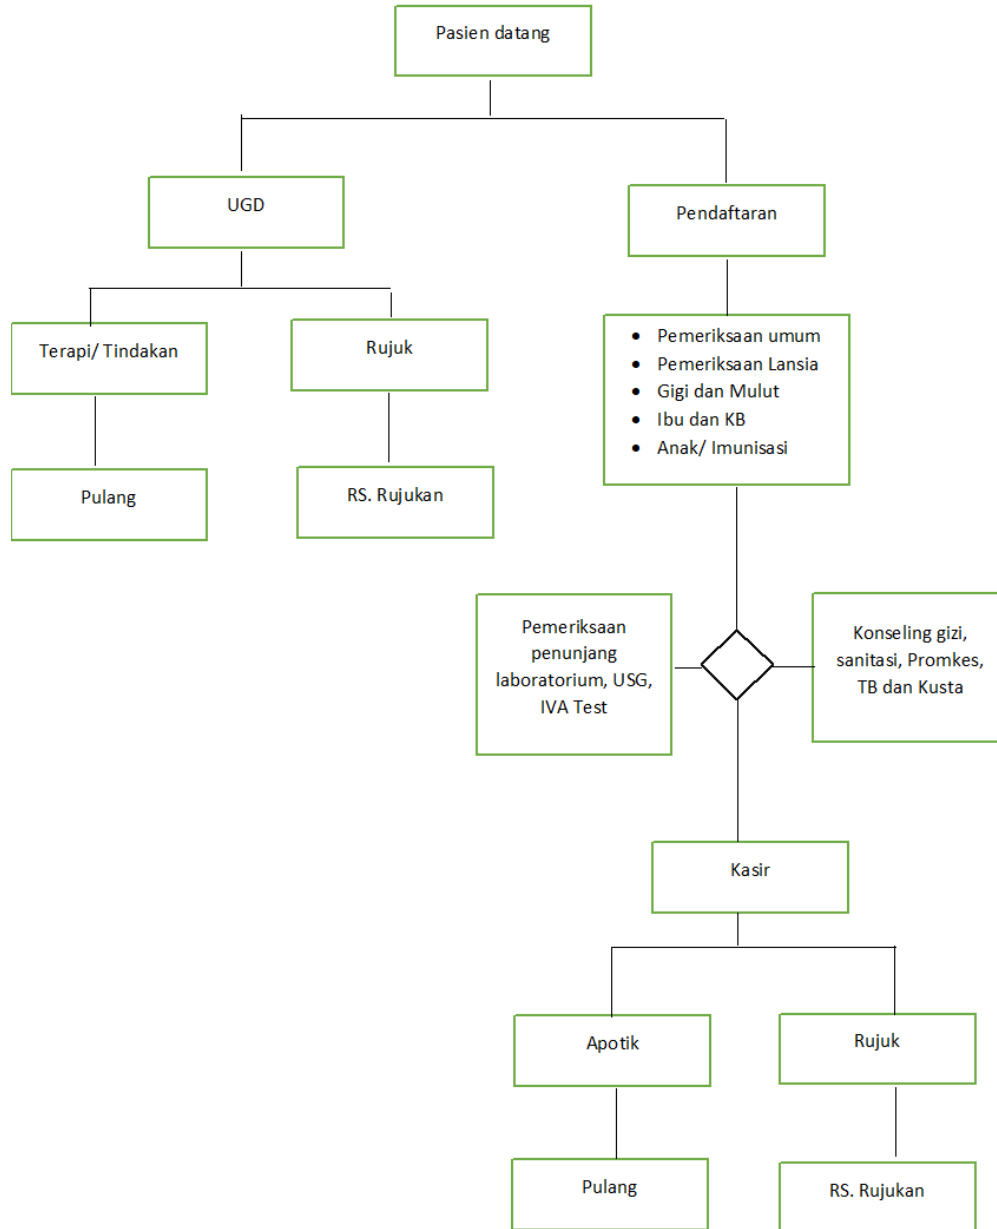 Pasien datang
UGD
Pendaftaran
Terapi/ Tindakan
Rujuk
• Pemeriksaan umum
• Pemeriksaan Lansia
• Gigi dan Mulut
• Ibu dan KB
• Anak/ Imunisasi
Pulang
RS. Rujukan
Pemeriksaan
penunjang
laboratorium, USG,
IVA Test
Konseling gizi,
sanitasi, Promkes,
TB dan Kusta
Kasir
Apotik
Rujuk
Pulang
RS. Rujukan